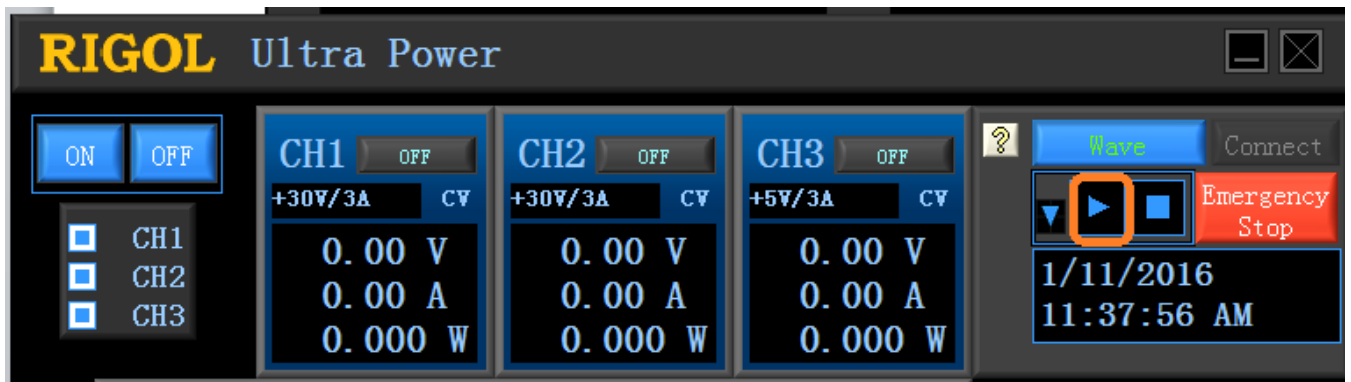 RIGOL Ultra Power
ON OFF
CH1
CH2
CH3
CH1 OFF
+30V/3A CV
0.00 V
0.00 A
0.000 W
CH2 OFF
+30V/3A CV
0.00 V
0.00 A
0.000 W
CH3 OFF
+5V/3A CV
0.00 V
0.00 A
0.000 W
? Wave Connect
Emergency
Stop
1/11/2016
11:37:56 AM